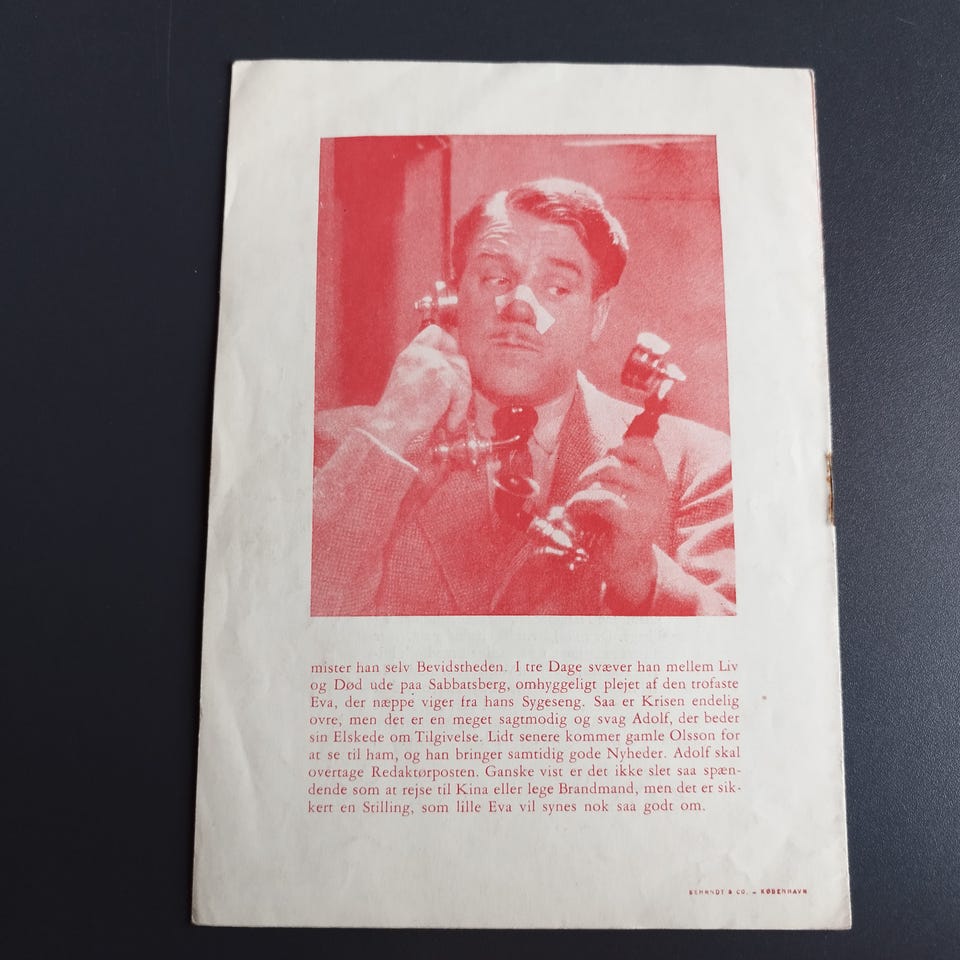 mister han selv Bevidstheden. I tre Dage svæver han mellem Liv
og Død ude paa Sabbatsberg, omhyggeligt plejet af den trofaste
Eva, der næppe viger fra hans Sygeseng. Saa er Krisen endelig
ovre, men det er en meget sagtmodig og svag Adolf, der beder
sin Elskede om Tilgivelse. Lidt senere kommer gamle Olsson for
at se til ham, og han bringer samtidig gode Nyheder. Adolf skal
overtage Redaktørposten. Ganske vist er det ikke slet saa spæn-
dende som at rejse til Kina eller lege Brandmand, men det er sik-
kert en Stilling, som lille Eva vil synes nok saa godt om.
BEHRNDT & CO. - KØBENHAVN